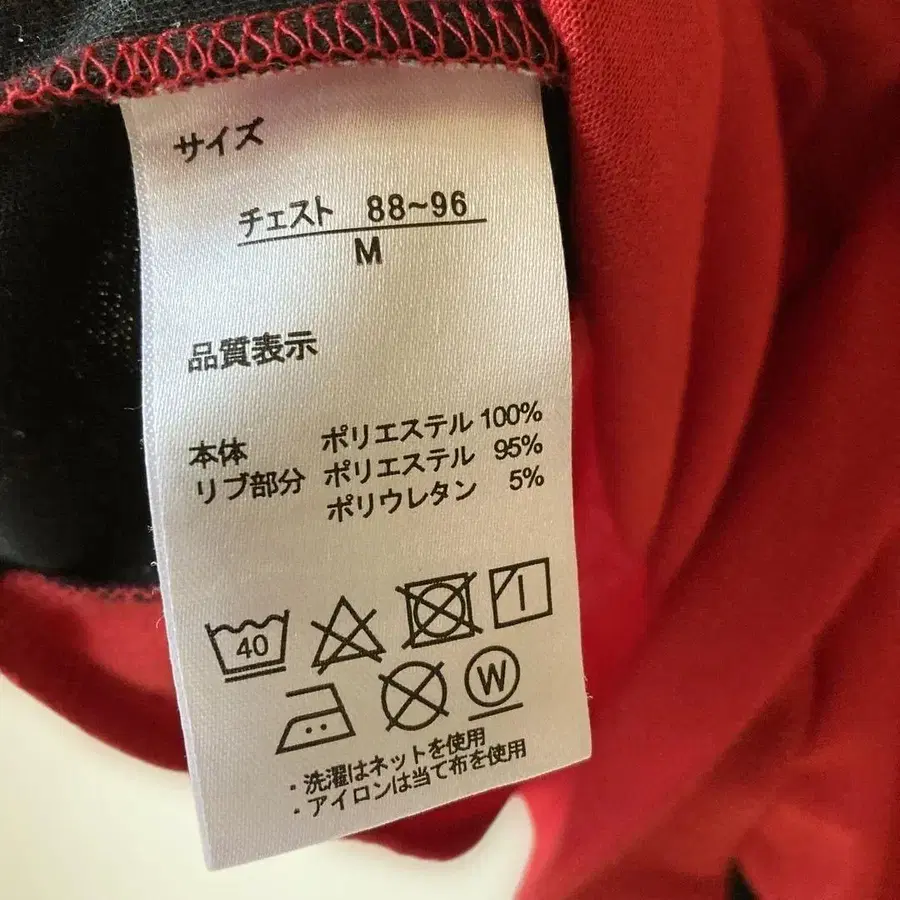 サイズ
チェスト 88~96
M
品質表示
本体 ポリエステル 100%
リブ部分 ポリエステル 95%
ポリウレタン 5%
40
W
・洗濯はネットを使用
・アイロンは当て布を使用